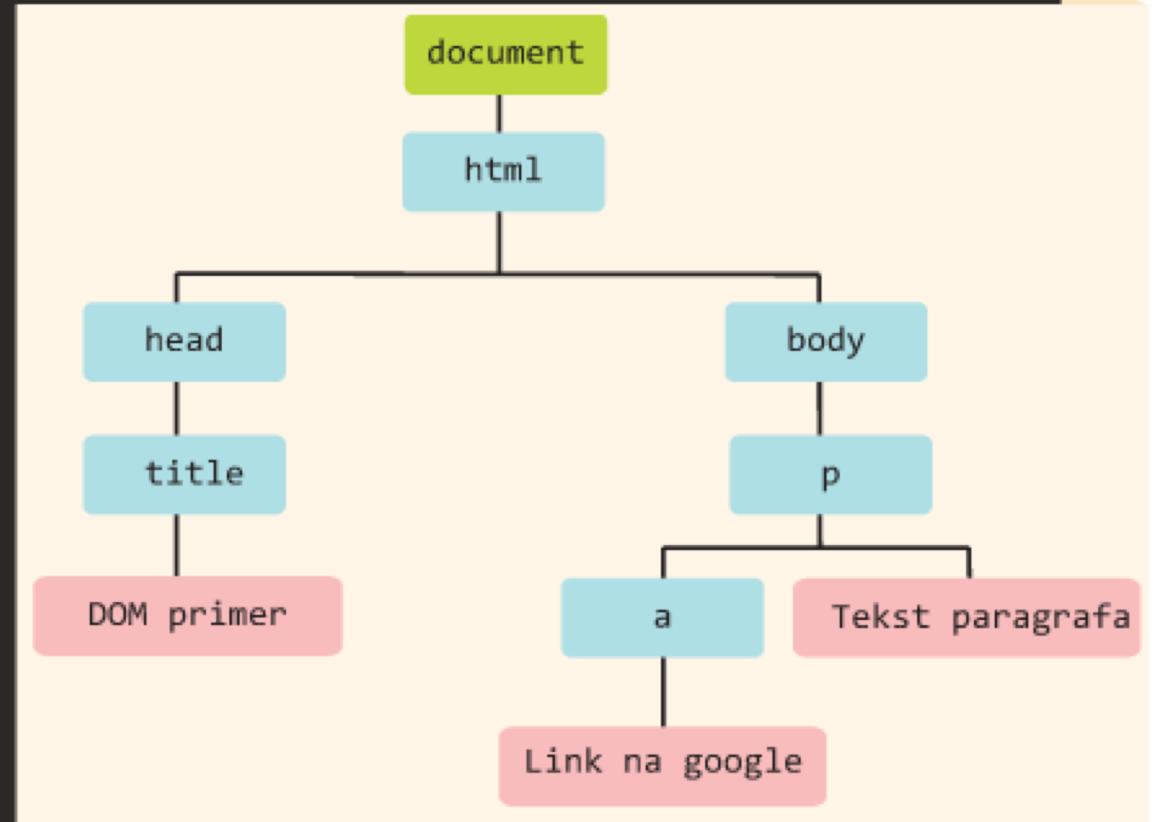 document
html
head
body
title
p
DOM primer
a
Tekst paragrafa
Link na google